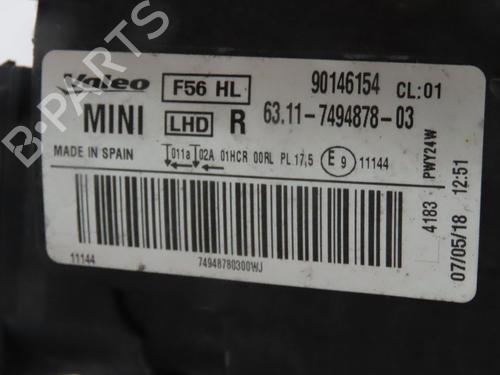 Valeo F56 HL 90146154 CL:01
MINI LHD R 63.11-7494878-03
MADE IN SPAIN 011a 02A 01HCR 00RL PL 17,5 E 9 11144
4183 PWY24W
07/05/18 12:51
11144 74948780300WJ
B-PARTS